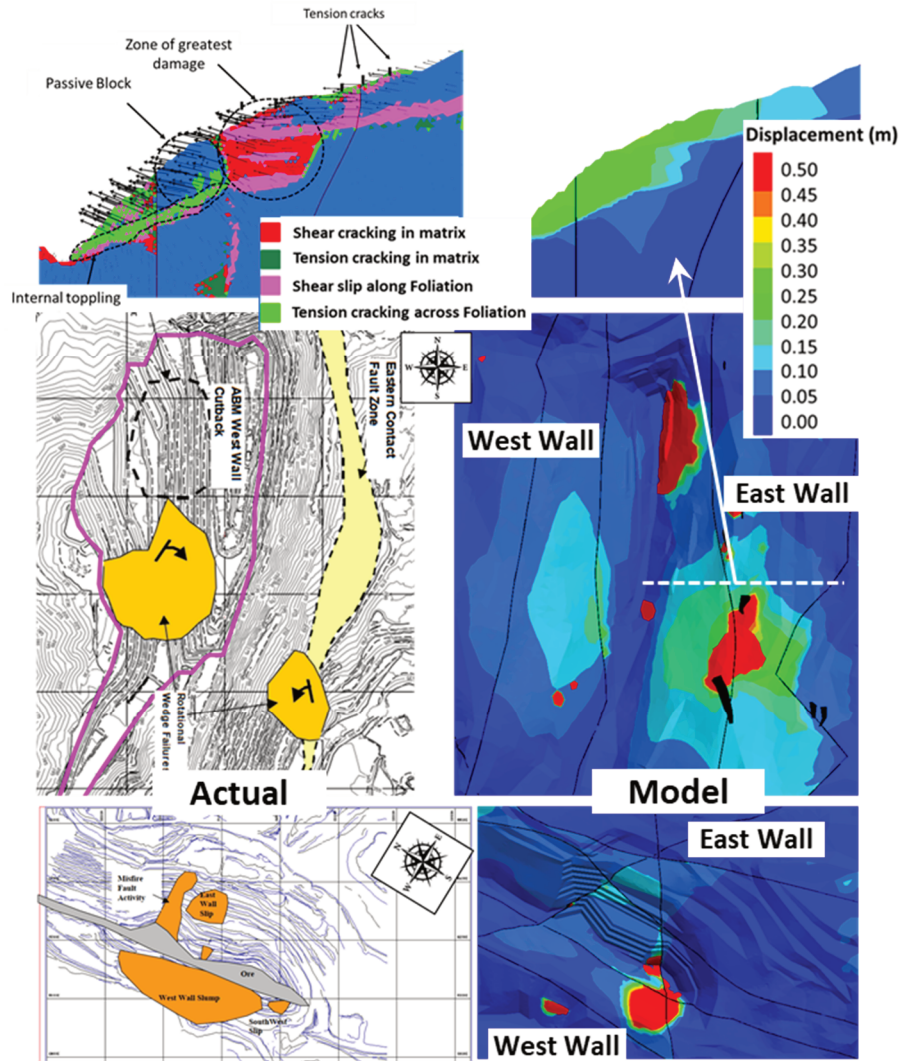 Tension cracks
Zone of greatest
damage
Passive Block
Displacement (m)
0.50
0.45
0.40
0.35
0.30
0.25
0.20
0.15
0.10
0.05
0.00
Shear cracking in matrix
Tension cracking in matrix
Shear slip along Foliation
Tension cracking across Foliation
Internal toppling
N
W
E
S
ABM West Wall
Cutback
Eastern Contact
Fault Zone
Rotational
Wedge Failures
West Wall
East Wall
Actual
Model
Misfire
Fault
Activity
East
Wall
Slip
Ore
West Wall Slump
SouthWest
Slip
N
E
W
S
East Wall
West Wall